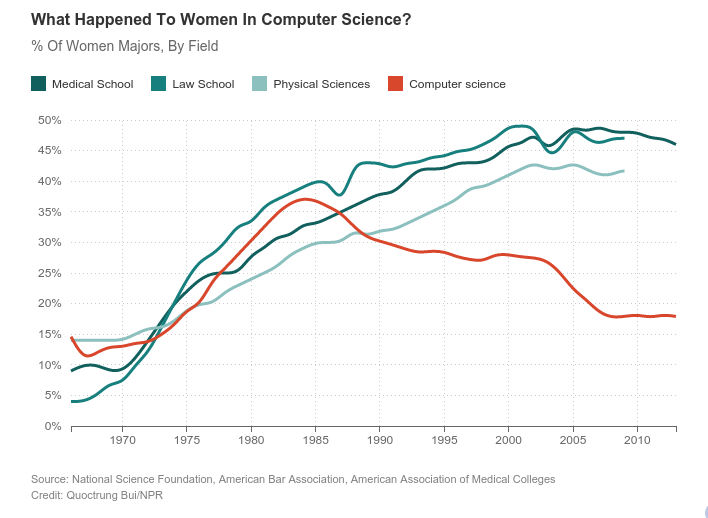 What Happened To Women In Computer Science?
% Of Women Majors, By Field
Medical School Law School Physical Sciences Computer science
50%
45%
40%
35%
30%
25%
20%
15%
10%
5%
0%
1970 1975 1980 1985 1990 1995 2000 2005 2010
Source: National Science Foundation, American Bar Association, American Association of Medical Colleges
Credit: Quoctrung Bui/NPR